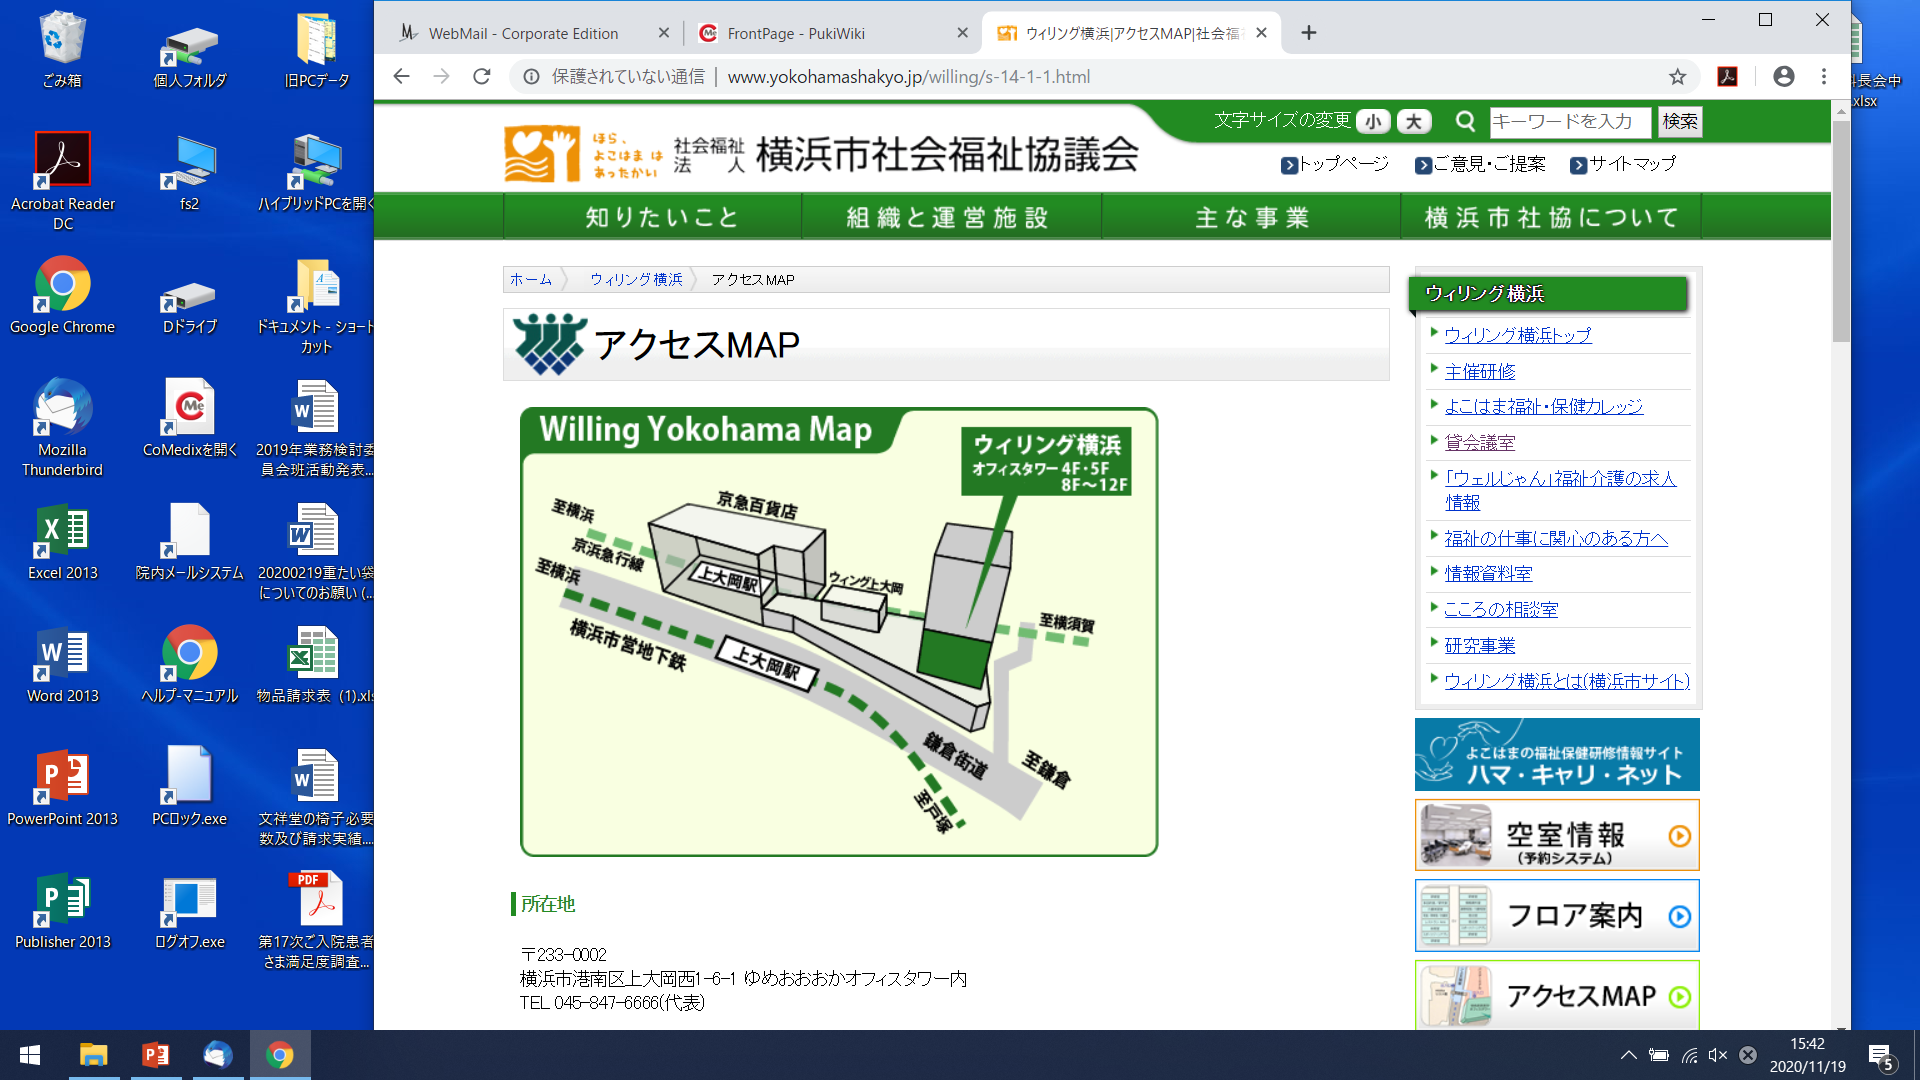 ごみ箱
個人フォルダ
旧PCデータ
Acrobat Reader DC
fs2
ハイブリッドPCを開く
Google Chrome
Dドライブ
ドキュメント - ショートカット
Mozilla Thunderbird
CoMedixを開く
2019年業務検討委員会班活動発表...
Excel 2013
院内メールシステム
20200219重たい袋についてのお願い (...
Word 2013
ヘルプ-マニュアル
物品請求表 (1).xls
PowerPoint 2013
PCロック.exe
文祥堂の椅子必要数及び請求実績....
Publisher 2013
ログオフ.exe
第17次ご入院患者さま満足度調査...
PDF
長会中
.xlsx
WebMail - Corporate Edition
FrontPage - PukiWiki
ウィリング横浜|アクセスMAP|社会福
保護されていない通信 | www.yokohamashakyo.jp/willing/s-14-1-1.html
ほら、
よこはま は
あったかい
社会福祉
法 人
横浜市社会福祉協議会
文字サイズの変更 小 大 キーワードを入力 検索
トップページ ご意見・ご提案 サイトマップ
知りたいこと 組織と運営施設 主な事業 横浜市社協について
ホーム ウィリング横浜 アクセスMAP
アクセスMAP
Willing Yokohama Map
ウィリング横浜
オフィスタワー 4F・5F
8F～12F
京急百貨店
至横浜
京浜急行線
至横浜
上大岡駅
ウィング上大岡
至横須賀
横浜市営地下鉄
上大岡駅
鎌倉街道
至鎌倉
至戸塚
所在地
〒233-0002
横浜市港南区上大岡西1-6-1 ゆめおおおかオフィスタワー内
TEL 045-847-6666(代表)
ウィリング横浜
ウィリング横浜トップ
主催研修
よこはま福祉・保健カレッジ
貸会議室
「ウェルじゃん」福祉介護の求人
情報
福祉の仕事に関心のある方へ
情報資料室
こころの相談室
研究事業
ウィリング横浜とは(横浜市サイト)
よこはまの福祉保健研修情報サイト
ハマ・キャリ・ネット
空室情報
(予約システム)
フロア案内
アクセスMAP
15:42
2020/11/19
5